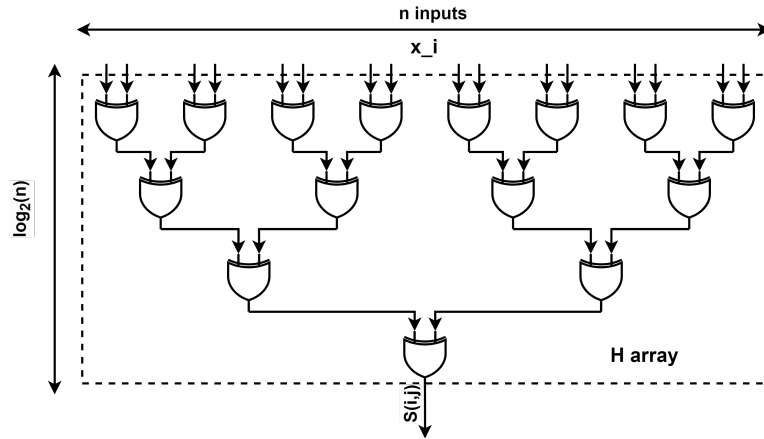 n inputs
x_i
log₂(n)
H array
S(i,j)